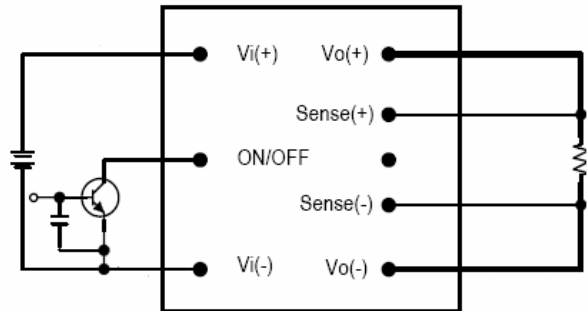 Vi(+) Vo(+)
Sense(+)
ON/OFF
Sense(-)
Vi(-) Vo(-)